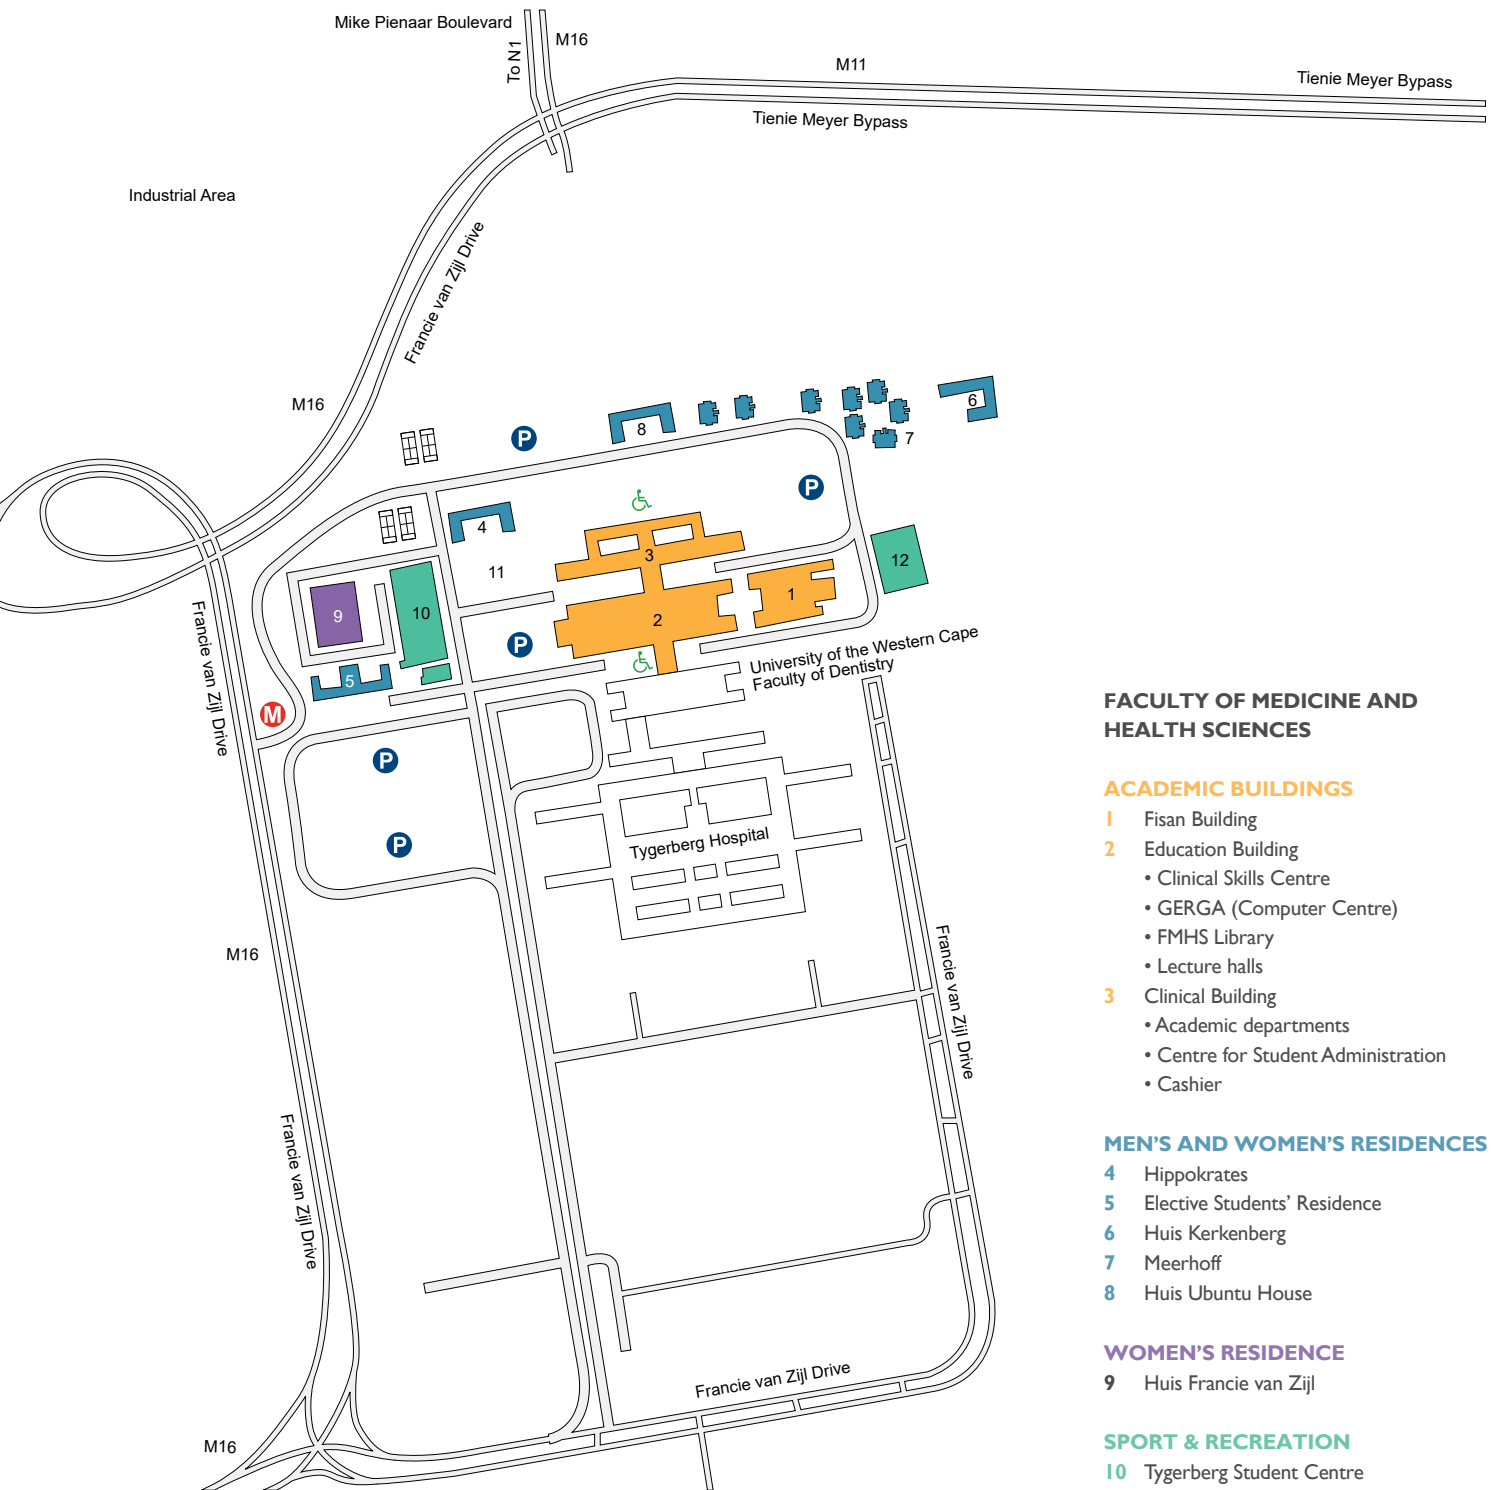 Mike Pienaar Boulevard
M16
To N1
M11
Tienie Meyer Bypass
Tienie Meyer Bypass
Industrial Area
Francie van Zijl Drive
M16
P
8
6
7
P
4
3
11
12
9
10
1
2
P
5
University of the Western Cape
Faculty of Dentistry
Francie van Zijl Drive
M
P
P
Tygerberg Hospital
M16
Francie van Zijl Drive
Francie van Zijl Drive
Francie van Zijl Drive
M16
FACULTY OF MEDICINE AND
HEALTH SCIENCES
ACADEMIC BUILDINGS
1 Fisan Building
2 Education Building
• Clinical Skills Centre
• GERGA (Computer Centre)
• FMHS Library
• Lecture halls
3 Clinical Building
• Academic departments
• Centre for Student Administration
• Cashier
MEN’S AND WOMEN’S RESIDENCES
4 Hippokrates
5 Elective Students’ Residence
6 Huis Kerkenberg
7 Meerhoff
8 Huis Ubuntu House
WOMEN’S RESIDENCE
9 Huis Francie van Zijl
SPORT & RECREATION
10 Tygerberg Student Centre